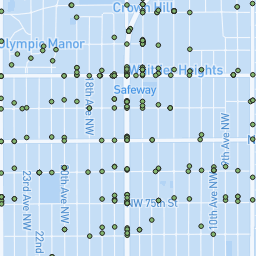 Crown Hill
Olympic Manor
Whittier Heights
Safeway
8th Ave NW
9th Ave NW
NW 75th St
23rd Ave NW
10th Ave NW
22nd